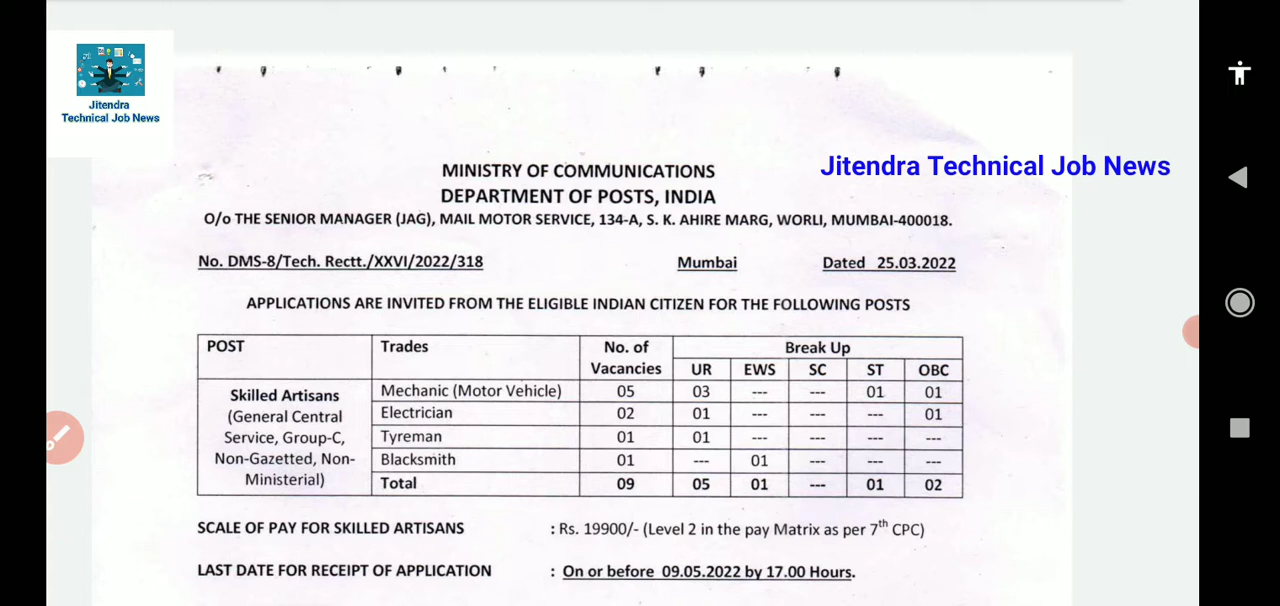 Jitendra
Technical Job News
Jitendra Technical Job News
MINISTRY OF COMMUNICATIONS
DEPARTMENT OF POSTS, INDIA
O/o THE SENIOR MANAGER (JAG), MAIL MOTOR SERVICE, 134-A, S. K. AHIRE MARG, WORLI, MUMBAI-400018.
No. DMS-8/Tech. Rectt./XXVI/2022/318 Mumbai Dated 25.03.2022
APPLICATIONS ARE INVITED FROM THE ELIGIBLE INDIAN CITIZEN FOR THE FOLLOWING POSTS
POST Trades No. of Vacancies Break Up
UR EWS SC ST OBC
Skilled Artisans (General Central Service, Group-C, Non-Gazetted, Non-Ministerial)
Mechanic (Motor Vehicle) 05 03 --- --- 01 01
Electrician 02 01 --- --- --- 01
Tyreman 01 01 --- --- --- ---
Blacksmith 01 --- 01 --- --- ---
Total 09 05 01 --- 01 02
SCALE OF PAY FOR SKILLED ARTISANS : Rs. 19900/- (Level 2 in the pay Matrix as per 7th CPC)
LAST DATE FOR RECEIPT OF APPLICATION : On or before 09.05.2022 by 17.00 Hours.